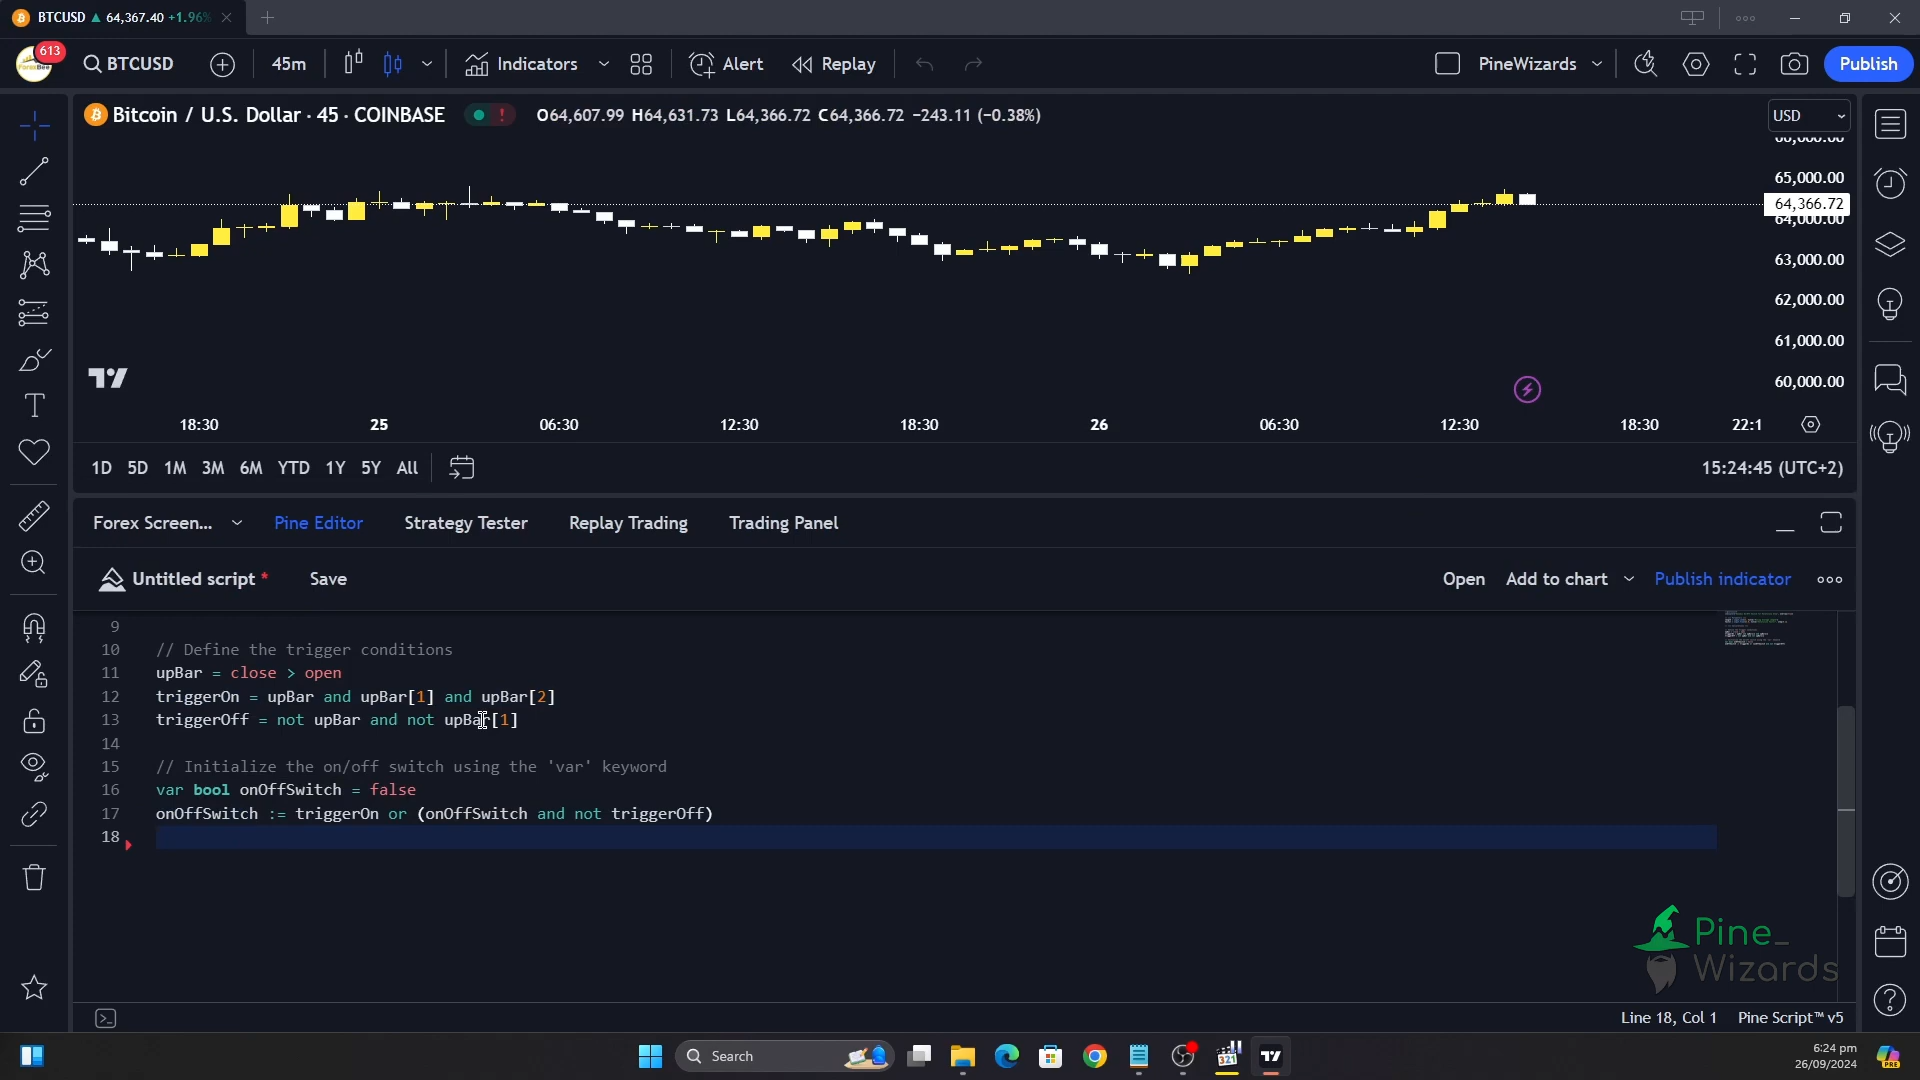 BTCUSD ▲ 64,367.40 +1.96%
613
BTCUSD 45m Indicators Alert Replay PineWizards Publish
Bitcoin / U.S. Dollar · 45 · COINBASE O64,607.99 H64,631.73 L64,366.72 C64,366.72 −243.11 (−0.38%)
USD
65,000.00
64,366.72
64,000.00
63,000.00
62,000.00
61,000.00
60,000.00
18:30 25 06:30 12:30 18:30 26 06:30 12:30 18:30 22:1
1D 5D 1M 3M 6M YTD 1Y 5Y All 15:24:45 (UTC+2)
Forex Screen... Pine Editor Strategy Tester Replay Trading Trading Panel
Untitled script * Save Open Add to chart Publish indicator
9
10 // Define the trigger conditions
11 upBar = close > open
12 triggerOn = upBar and upBar[1] and upBar[2]
13 triggerOff = not upBar and not upBar[1]
14
15 // Initialize the on/off switch using the 'var' keyword
16 var bool onOffSwitch = false
17 onOffSwitch := triggerOn or (onOffSwitch and not triggerOff)
18
Pine_
Wizards
Line 18, Col 1 Pine Script™ v5
Search
6:24 pm
26/09/2024